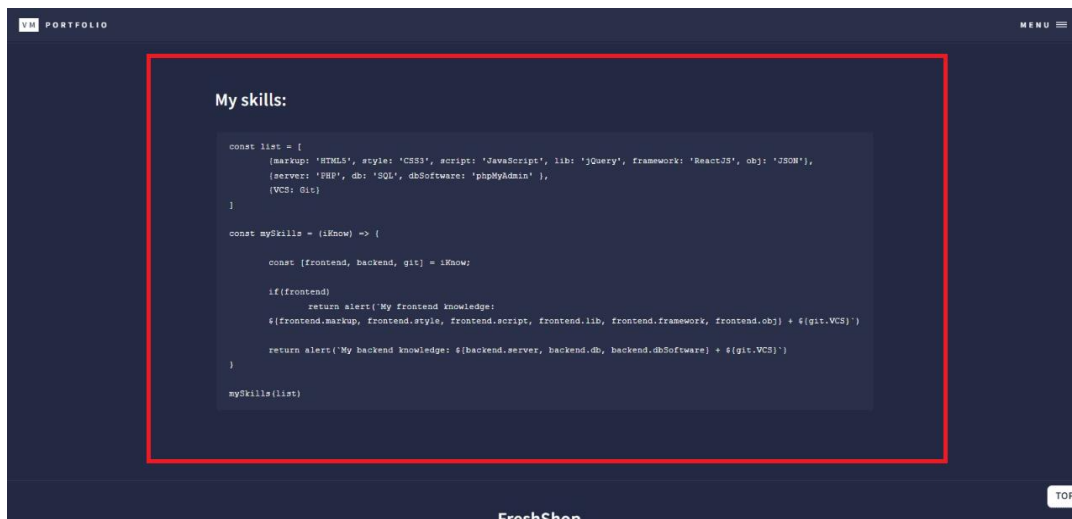 VM PORTFOLIO
MENU
My skills:
const list = [
{markup: 'HTML5', style: 'CSS3', script: 'JavaScript', lib: 'jQuery', framework: 'ReactJS', obj: 'JSON'},
{server: 'PHP', db: 'SQL', dbSoftware: 'phpMyAdmin' },
{VCS: Git}
]
const mySkills = (iKnow) => {
const [frontend, backend, git] = iKnow;
if(frontend)
return alert(`My frontend knowledge:
${frontend.markup, frontend.style, frontend.script, frontend.lib, frontend.framework, frontend.obj} + ${git.VCS}`)
return alert(`My backend knowledge: ${backend.server, backend.db, backend.dbSoftware} + ${git.VCS}`)
}
mySkills(list)
TOP
FreshShop